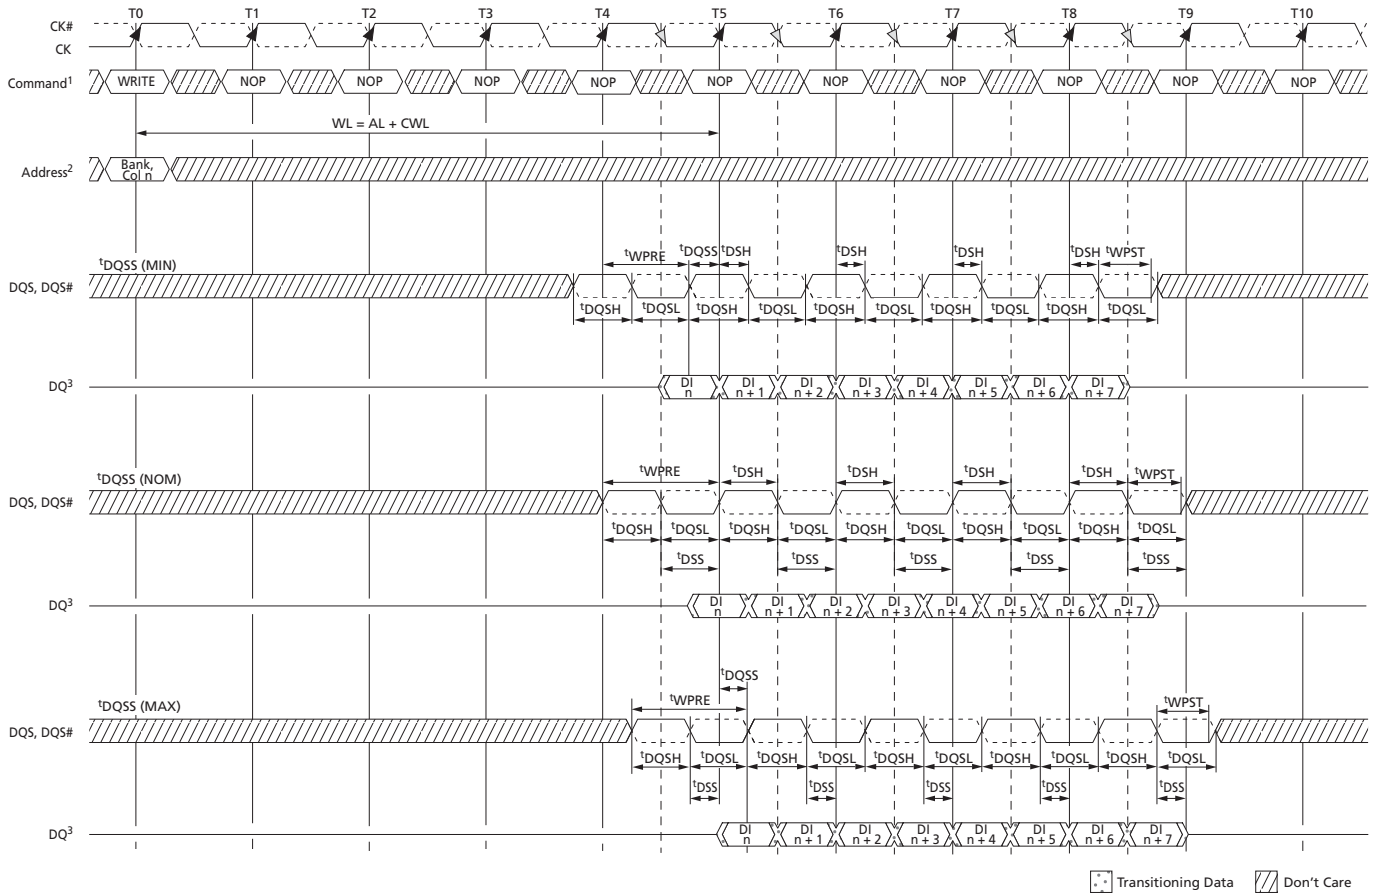 T0 T1 T2 T3 T4 T5 T6 T7 T8 T9 T10
CK#
CK
Command1 WRITE NOP NOP NOP NOP NOP NOP NOP NOP NOP NOP
WL = AL + CWL
Address2 Bank, Col n
tWPRE tDQSS tDSH tDSH tDSH tDSH tWPST
tDQSS (MIN)
DQS, DQS#
tDQSH tDQSL tDQSH tDQSL tDQSH tDQSL tDQSH tDQSL tDQSH tDQSL
DQ3 DI n DI n + 1 DI n + 2 DI n + 3 DI n + 4 DI n + 5 DI n + 6 DI n + 7
tDQSS (NOM) tWPRE tDSH tDSH tDSH tDSH tWPST
DQS, DQS#
tDQSH tDQSL tDQSH tDQSL tDQSH tDQSL tDQSH tDQSL tDQSH tDQSL
tDSS tDSS tDSS tDSS tDSS
DQ3 DI n DI n + 1 DI n + 2 DI n + 3 DI n + 4 DI n + 5 DI n + 6 DI n + 7
tDQSS
tDQSS (MAX) tWPRE tWPST
DQS, DQS#
tDQSH tDQSL tDQSH tDQSL tDQSH tDQSL tDQSH tDQSL tDQSH tDQSL
tDSS tDSS tDSS tDSS tDSS
DQ3 DI n DI n + 1 DI n + 2 DI n + 3 DI n + 4 DI n + 5 DI n + 6 DI n + 7
Transitioning Data Don't Care